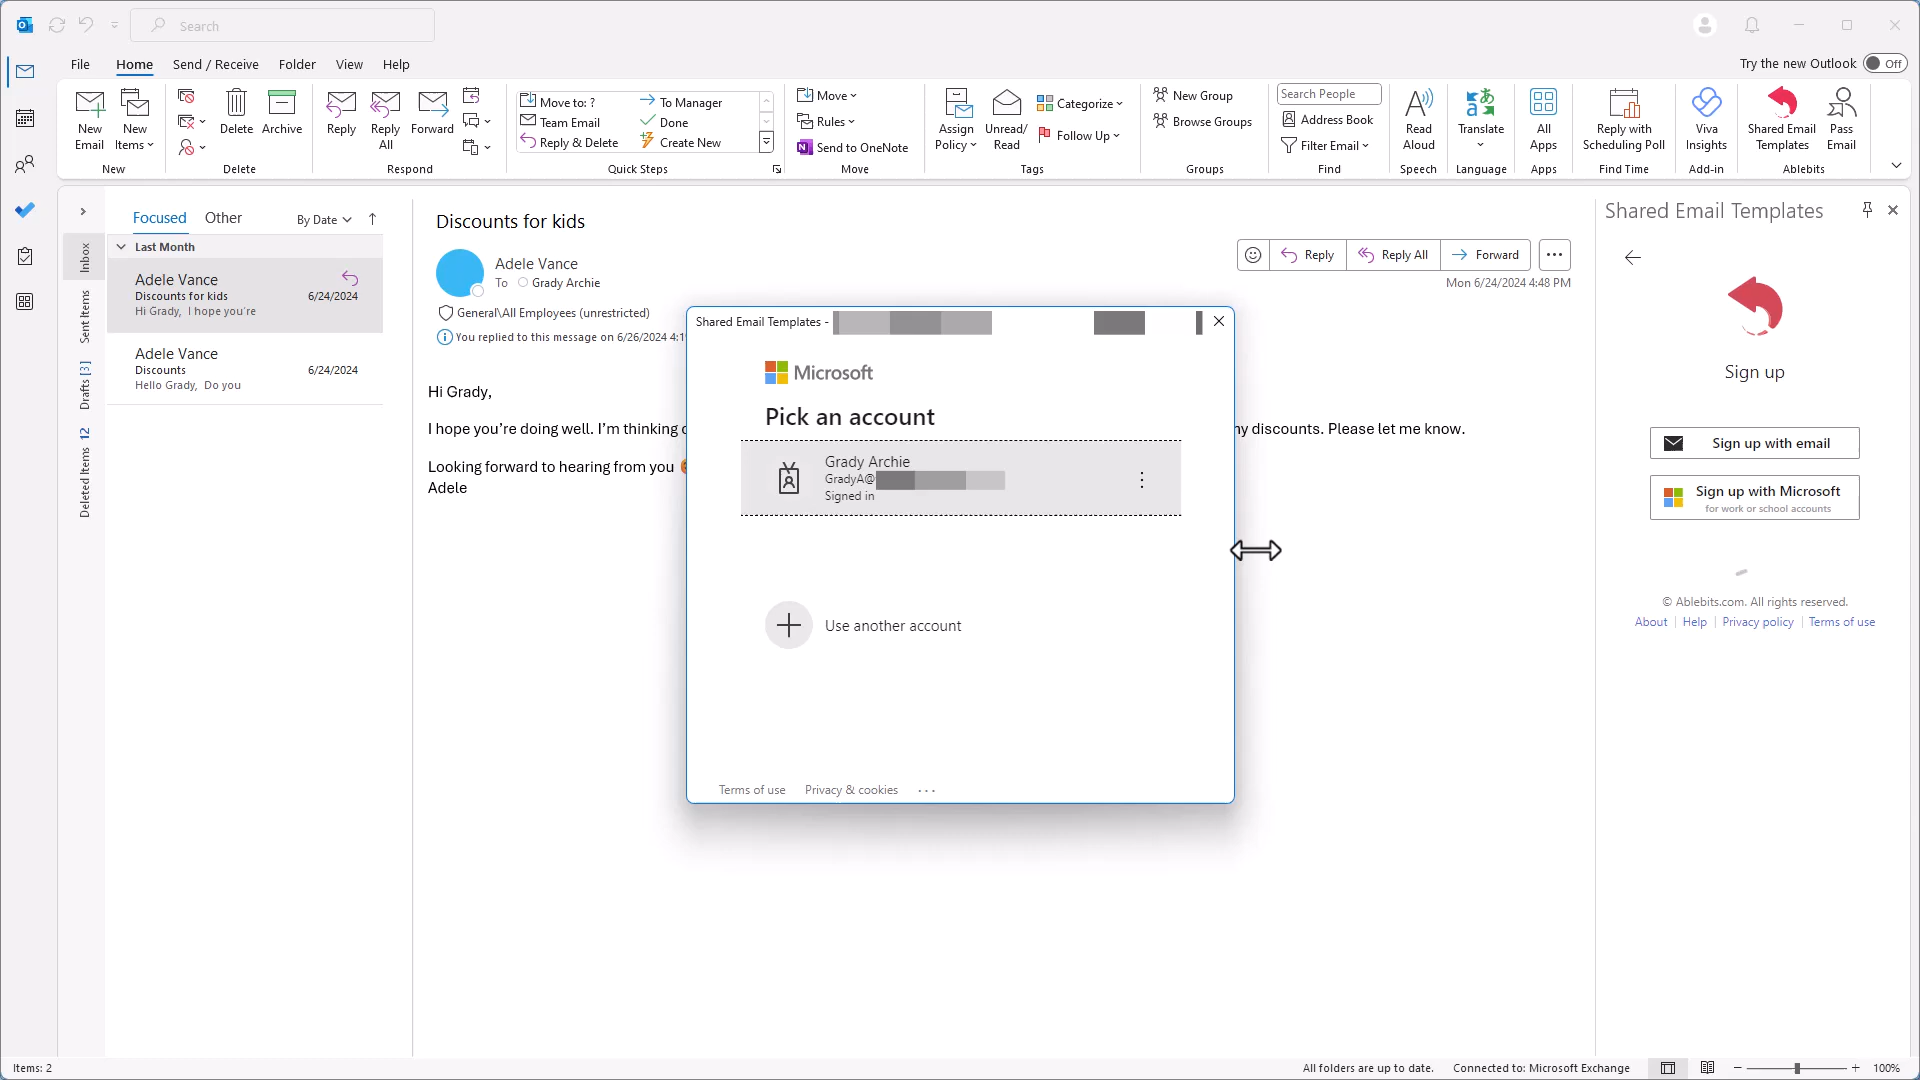 Search
File Home Send / Receive Folder View Help
Try the new Outlook Off
New Email
New Items
New
Delete
Archive
Delete
Reply
Reply All
Forward
Respond
Move to: ?
Team Email
Reply & Delete
To Manager
Done
Create New
Quick Steps
Move
Rules
Send to OneNote
Move
Assign Policy
Unread/ Read
Categorize
Follow Up
Tags
New Group
Browse Groups
Groups
Search People
Address Book
Filter Email
Find
Read Aloud
Speech
Translate
Language
All Apps
Apps
Reply with Scheduling Poll
Find Time
Viva Insights
Add-in
Shared Email Templates
Pass Email
Ablebits
Inbox
Sent Items
Drafts [3]
Deleted Items 12
Focused Other By Date
Last Month
Adele Vance
Discounts for kids 6/24/2024
Hi Grady, I hope you're
Adele Vance
Discounts 6/24/2024
Hello Grady, Do you
Discounts for kids
Adele Vance
To Grady Archie
Reply Reply All Forward
Mon 6/24/2024 4:48 PM
General\All Employees (unrestricted)
You replied to this message on 6/26/2024
Hi Grady,
I hope you're doing well. I'm thinking
discounts. Please let me know.
Looking forward to hearing from you
Adele
Shared Email Templates -
Microsoft
Pick an account
Grady Archie
GradyA@
Signed in
Use another account
Terms of use Privacy & cookies
Shared Email Templates
Sign up
Sign up with email
Sign up with Microsoft
for work or school accounts
© Ablebits.com. All rights reserved.
About Help Privacy policy Terms of use
Items: 2
All folders are up to date. Connected to: Microsoft Exchange 100%